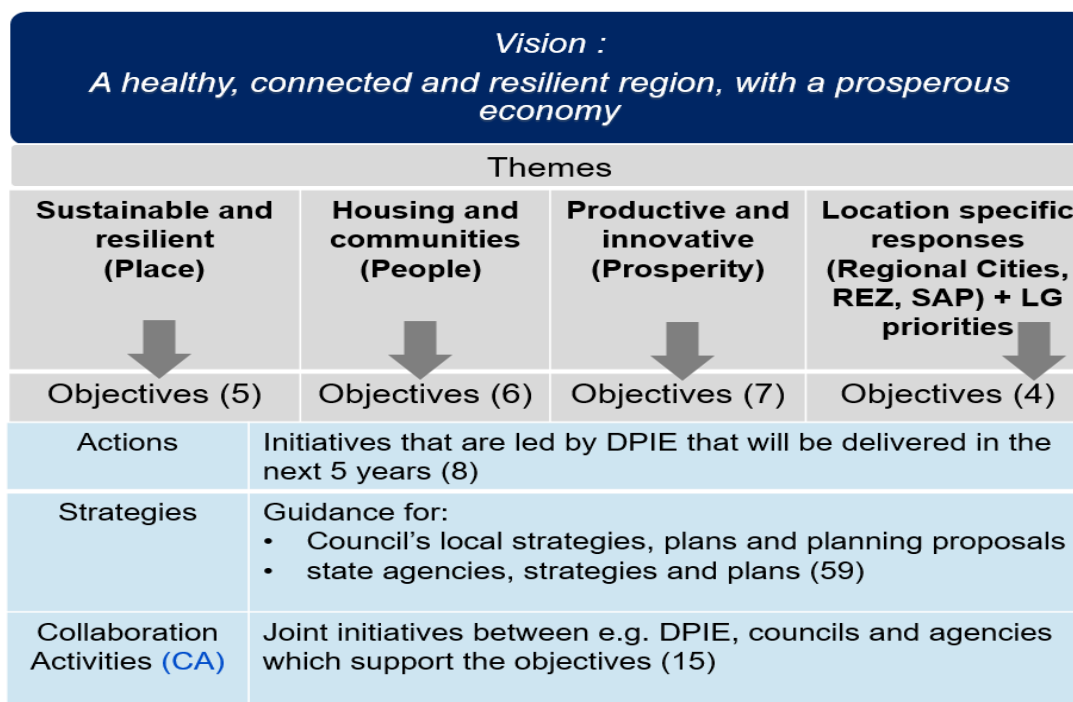 Vision :
A healthy, connected and resilient region, with a prosperous
economy
Themes
Sustainable and
resilient
(Place)
Housing and
communities
(People)
Productive and
innovative
(Prosperity)
Location specific
responses
(Regional Cities,
REZ, SAP) + LG
priorities
Objectives (5)
Objectives (6)
Objectives (7)
Objectives (4)
Actions
Initiatives that are led by DPIE that will be delivered in the
next 5 years (8)
Strategies
Guidance for:
• Council’s local strategies, plans and planning proposals
• state agencies, strategies and plans (59)
Collaboration
Activities (CA)
Joint initiatives between e.g. DPIE, councils and agencies
which support the objectives (15)